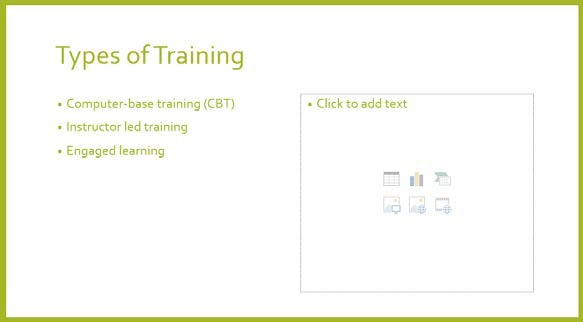 Types of Training
• Computer-base training (CBT)
• Instructor led training
• Engaged learning
• Click to add text